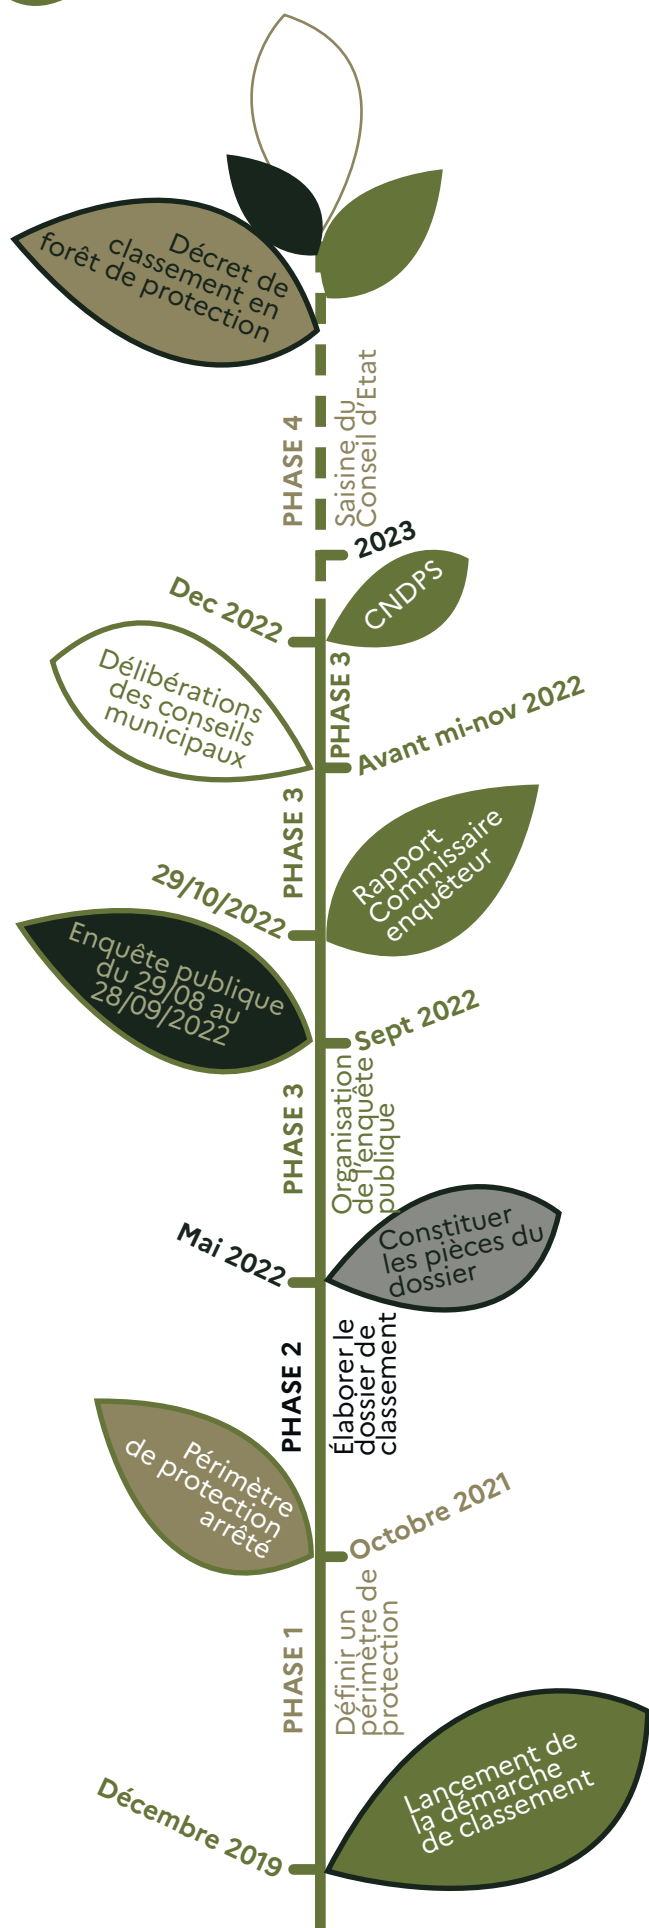 Décret de
classement en
forêt de protection
PHASE 4
Saisine du
Conseil d'Etat
2023
CNDPS
Dec 2022
PHASE 3
Délibérations
des conseils
municipaux
Avant mi-nov 2022
PHASE 3
Rapport
Commissaire
enquêteur
29/10/2022
Enquête publique
du 29/08 au
28/09/2022
Sept 2022
PHASE 3
Organisation
de l'enquête
publique
Constituer
les pièces du
dossier
Mai 2022
PHASE 2
Élaborer le
dossier de
classement
Périmètre
de protection
arrêté
Octobre 2021
PHASE 1
Définir un
périmètre de
protection
Lançement de
la démarche
de classement
Décembre 2019